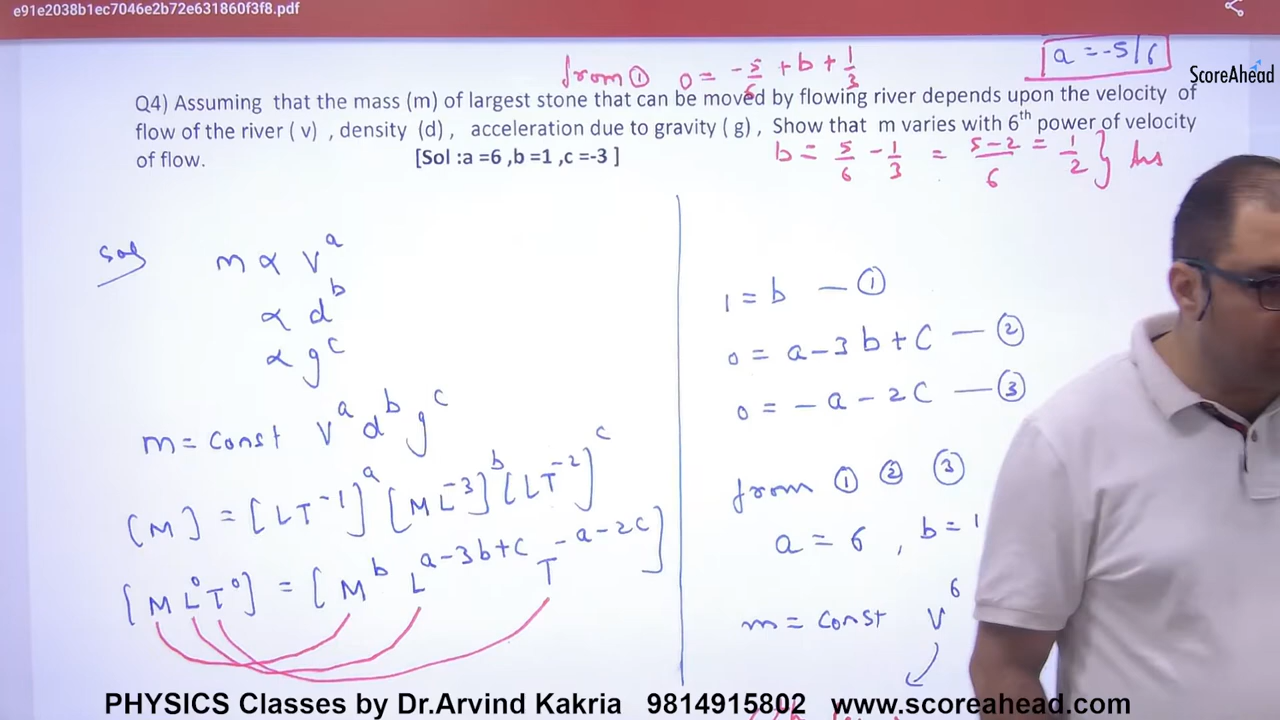 e91e2038b1ec7046e2b72e631860f3f8.pdf
from ① 0 = -5/6 + b + 1/3
a = -5/6
ScoreAhead
Q4) Assuming that the mass (m) of largest stone that can be moved by flowing river depends upon the velocity of
flow of the river ( v) , density (d) , acceleration due to gravity ( g) , Show that m varies with 6th power of velocity
of flow. [Sol :a =6 ,b =1 ,c =-3 ]
b = 5/6 - 1/3 = 5-2/6 = 1/2 } Ans
Sol
m ∝ v^a
∝ d^b
∝ g^c
m = const v^a d^b g^c
[M] = [LT^-1]^a [ML^-3]^b [LT^-2]^c
[M L^0 T^0] = [M^b L^a-3b+c T^-a-2c]
1 = b — ①
0 = a-3b+c — ②
0 = -a-2c — ③
from ① ② ③
a = 6 , b = 1
m = const v^6
PHYSICS Classes by Dr.Arvind Kakria 9814915802 www.scoreahead.com